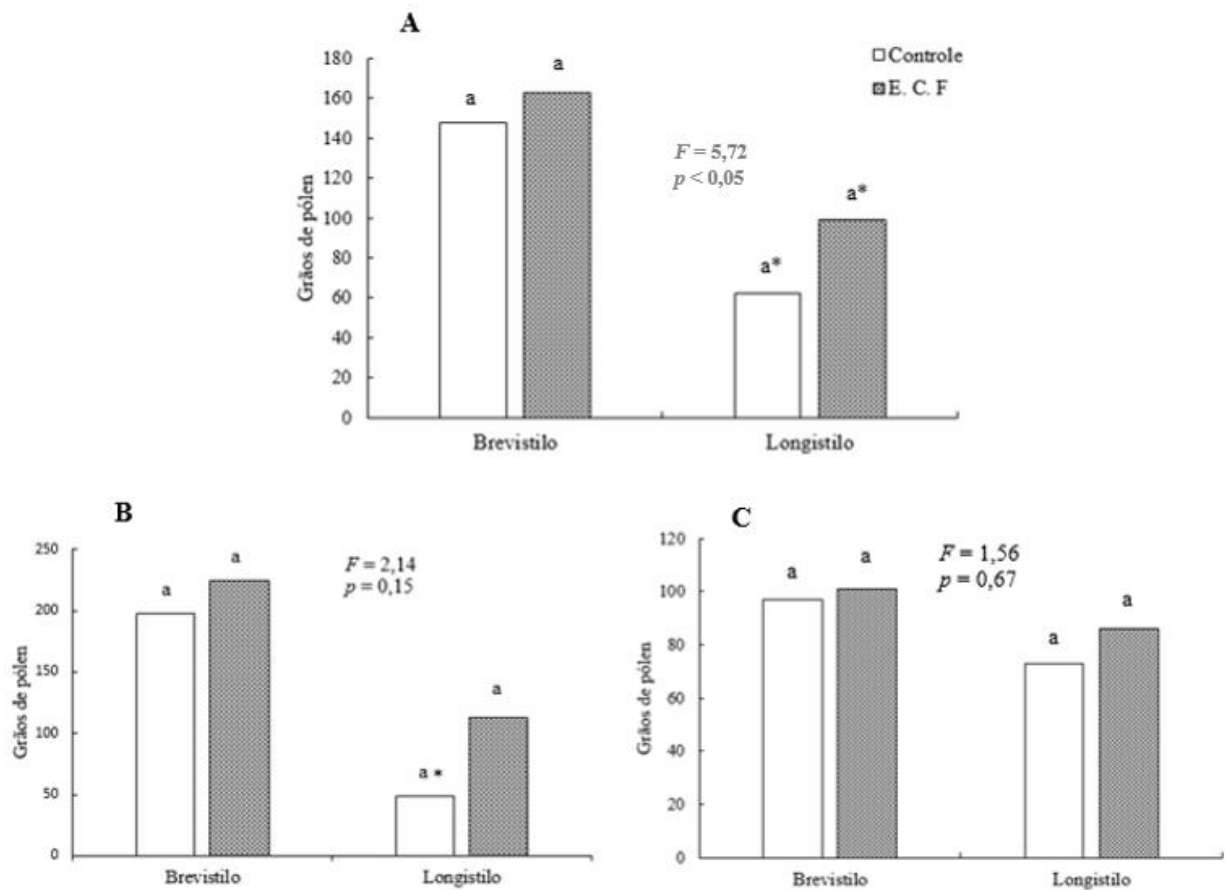 A
Grãos de pólen
180
160
140
120
100
80
60
40
20
0
a
a
a*
a*
F = 5,72
p < 0,05
Controle
E. C. F
Brevistilo
Longistilo
B
Grãos de pólen
250
200
150
100
50
0
a
a
a *
a
F = 2,14
p = 0,15
Brevistilo
Longistilo
C
Grãos de pólen
120
100
80
60
40
20
0
a
a
a
a
F = 1,56
p = 0,67
Brevistilo
Longistilo